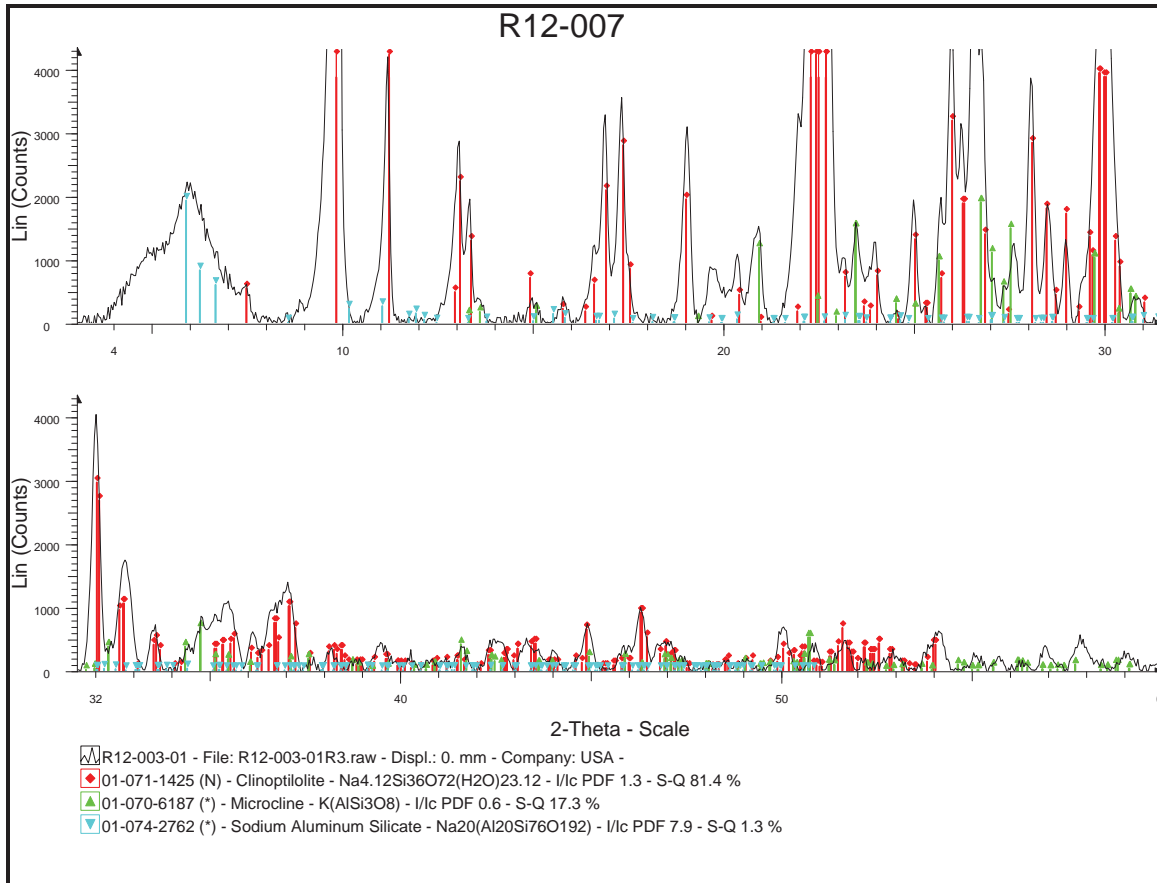 R12-007
Lin (Counts)
4000
3000
2000
1000
0
4 10 20 30
Lin (Counts)
4000
3000
2000
1000
0
32 40 50
2-Theta - Scale
R12-003-01 - File: R12-003-01R3.raw - Displ.: 0. mm - Company: USA -
01-071-1425 (N) - Clinoptilolite - Na4.12Si36O72(H2O)23.12 - I/Ic PDF 1.3 - S-Q 81.4 %
01-070-6187 (*) - Microcline - K(AlSi3O8) - I/Ic PDF 0.6 - S-Q 17.3 %
01-074-2762 (*) - Sodium Aluminum Silicate - Na20(Al20Si76O192) - I/Ic PDF 7.9 - S-Q 1.3 %